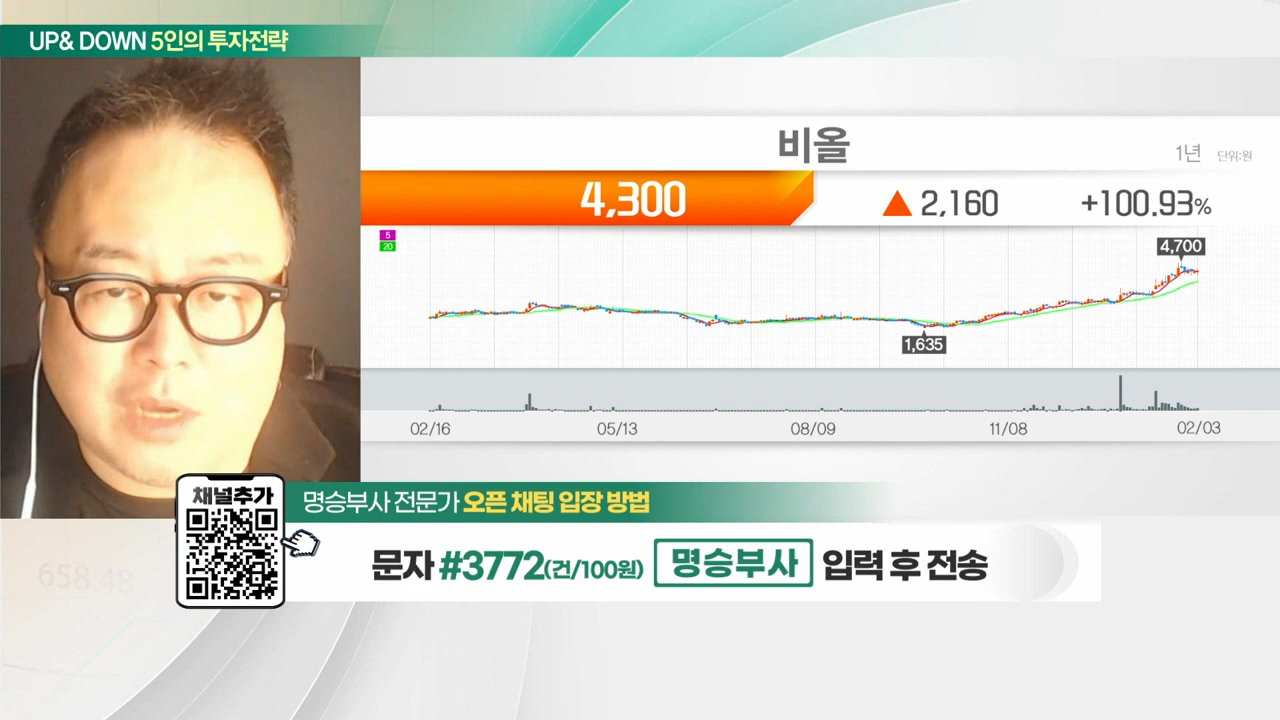 UP& DOWN 5인의 투자전략
비올
1년 단위:원
4,300 ▲ 2,160 +100.93%
5
20
4,700
1,635
02/16 05/13 08/09 11/08 02/03
채널추가
명승부사 전문가 오픈 채팅 입장 방법
문자 #3772(건/100원) 명승부사 입력 후 전송
658.48